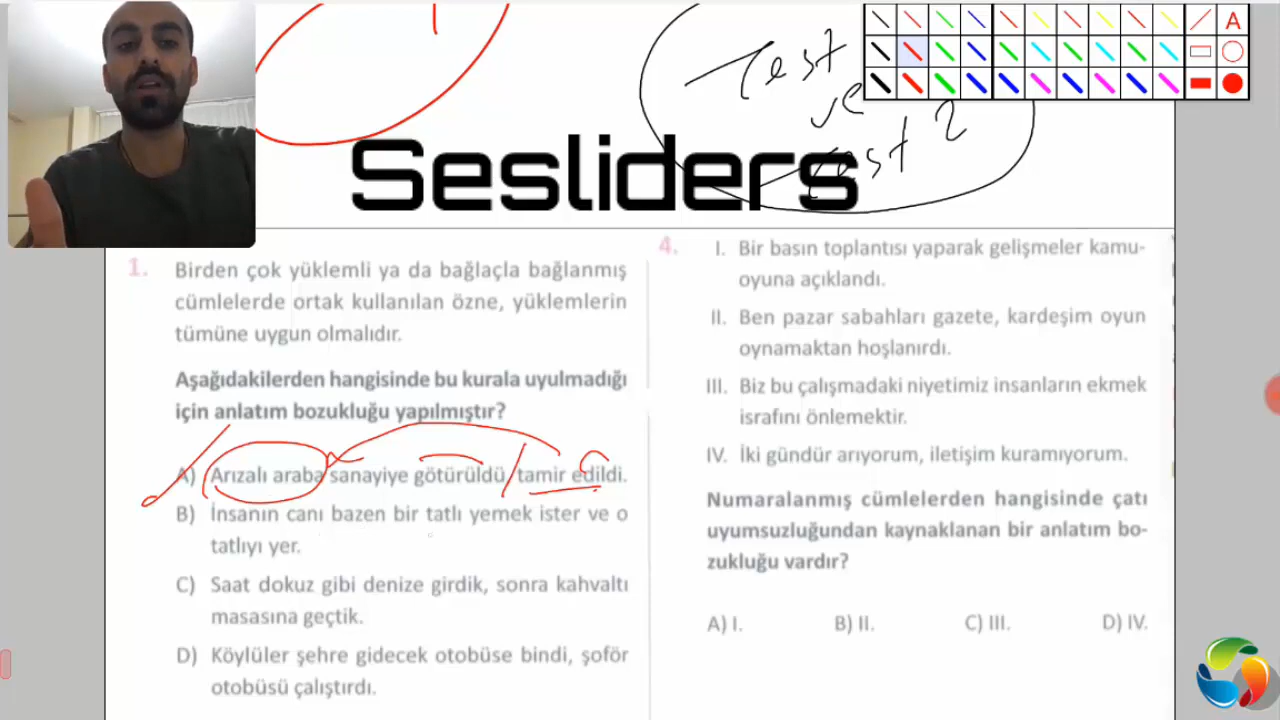 Test
ve
Test 2
A
Sesliders
1. Birden çok yüklemli ya da bağlaçla bağlanmış
cümlelerde ortak kullanılan özne, yüklemlerin
tümüne uygun olmalıdır.
Aşağıdakilerden hangisinde bu kurala uyulmadığı
için anlatım bozukluğu yapılmıştır?
A) Arızalı araba sanayiye götürüldü, tamir edildi.
B) İnsanın canı bazen bir tatlı yemek ister ve o
tatlıyı yer.
C) Saat dokuz gibi denize girdik, sonra kahvaltı
masasına geçtik.
D) Köylüler şehre gidecek otobüse bindi, şoför
otobüsü çalıştırdı.
4. I. Bir basın toplantısı yaparak gelişmeler kamu-
oyuna açıklandı.
II. Ben pazar sabahları gazete, kardeşim oyun
oynamaktan hoşlanırdı.
III. Biz bu çalışmadaki niyetimiz insanların ekmek
israfını önlemektir.
IV. İki gündür arıyorum, iletişim kuramıyorum.
Numaralanmış cümlelerden hangisinde çatı
uyumsuzluğundan kaynaklanan bir anlatım bo-
zukluğu vardır?
A) I. B) II. C) III. D) IV.